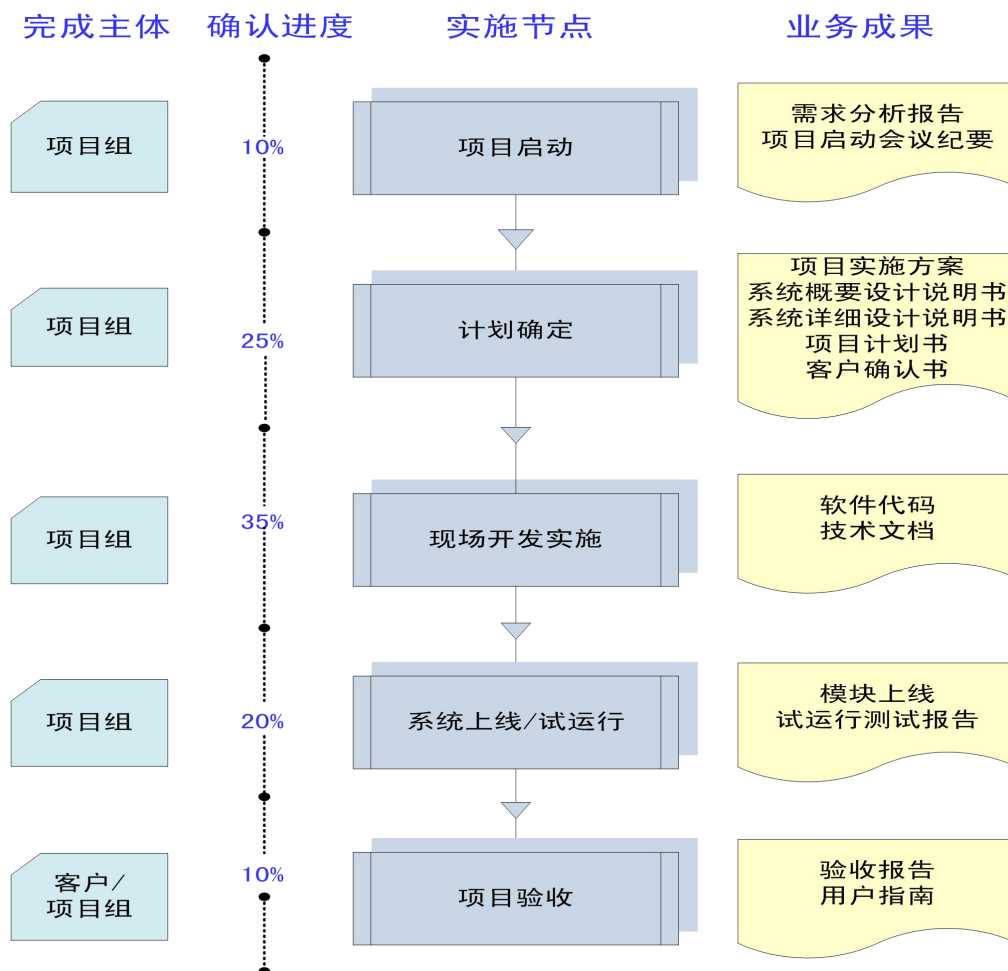 完成主体
确认进度
实施节点
业务成果
项目组
10%
项目启动
需求分析报告
项目启动会议纪要
项目组
25%
计划确定
项目实施方案
系统概要设计说明书
系统详细设计说明书
项目计划书
客户确认书
项目组
35%
现场开发实施
软件代码
技术文档
项目组
20%
系统上线/试运行
模块上线
试运行测试报告
客户/
项目组
10%
项目验收
验收报告
用户指南